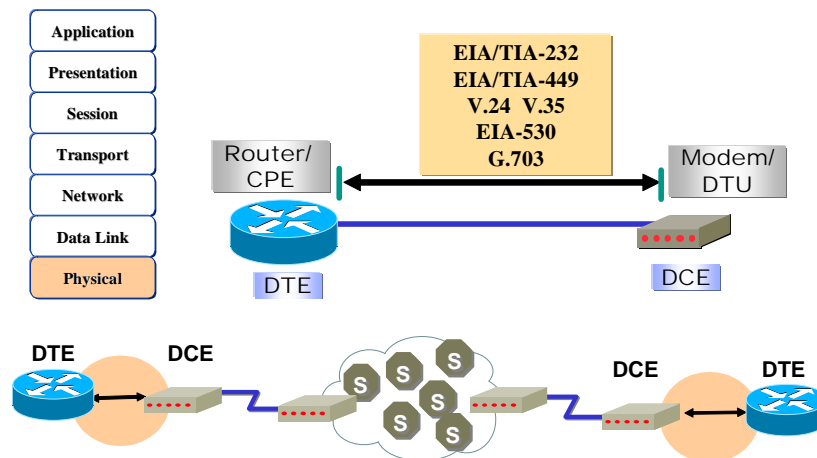 Application
Presentation
Session
Transport
Network
Data Link
Physical
EIA/TIA-232
EIA/TIA-449
V.24 V.35
EIA-530
G.703
Router/
CPE
Modem/
DTU
DTE
DCE
DTE
DCE
DCE
DTE
S
S
S
S
S
S
S